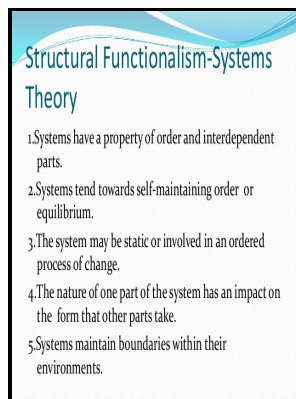 Structural Functionalism-Systems
Theory
1.Systems have a property of order and interdependent
parts.
2.Systems tend towards self-maintaining order or
equilibrium.
3.The system may be static or involved in an ordered
process of change.
4.The nature of one part of the system has an impact on
the form that other parts take.
5.Systems maintain boundaries within their
environments.